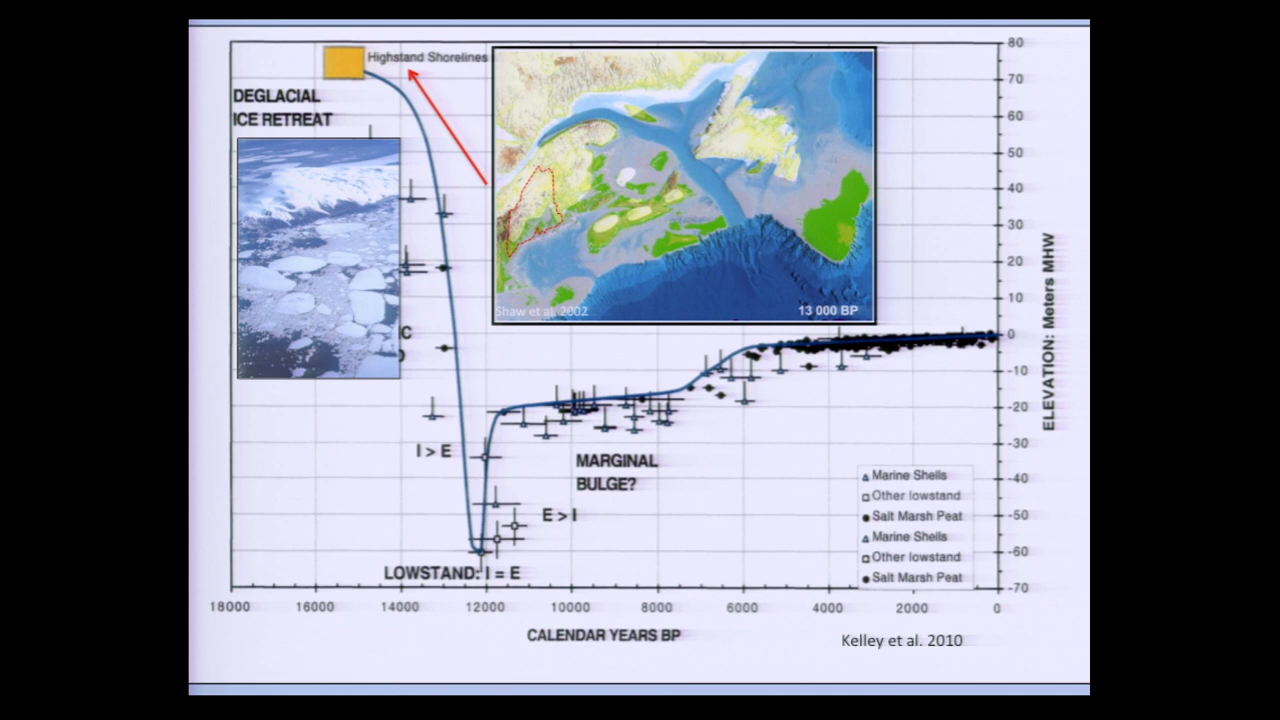 Highstand Shorelines
DEGLACIAL
ICE RETREAT
Shaw et al. 2002
13 000 BP
C
I > E
MARGINAL
BULGE?
E > I
LOWSTAND: I = E
Marine Shells
Other lowstand
Salt Marsh Peat
Marine Shells
Other lowstand
Salt Marsh Peat
80
70
60
50
40
30
20
10
0
-10
-20
-30
-40
-50
-60
-70
ELEVATION: Meters MHW
18000 16000 14000 12000 10000 8000 6000 4000 2000 0
CALENDAR YEARS BP
Kelley et al. 2010